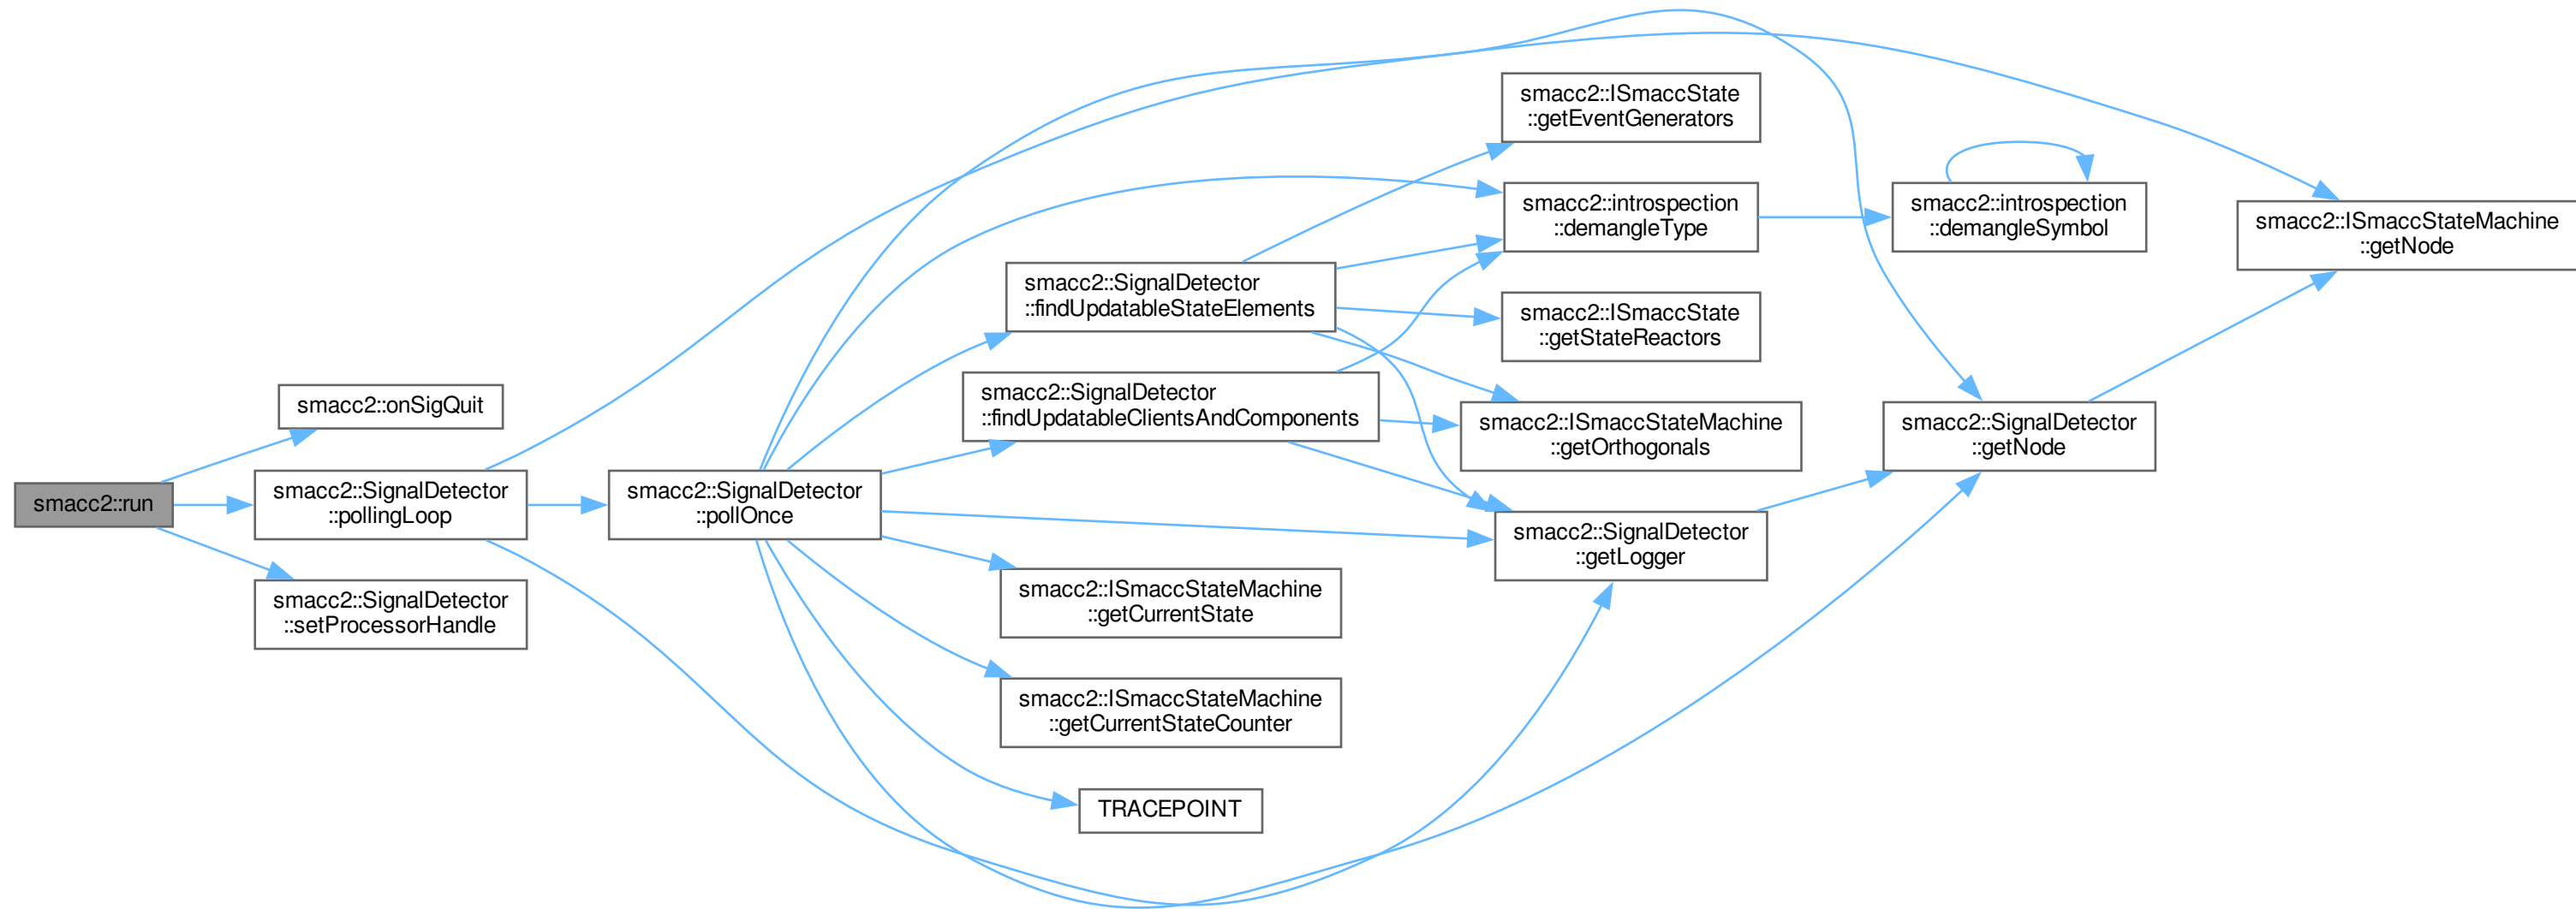 smacc2::run
smacc2::onSigQuit
smacc2::SignalDetector
::pollingLoop
smacc2::SignalDetector
::setProcessorHandle
smacc2::SignalDetector
::pollOnce
smacc2::SignalDetector
::findUpdatableStateElements
smacc2::SignalDetector
::findUpdatableClientsAndComponents
smacc2::ISmaccStateMachine
::getCurrentState
smacc2::ISmaccStateMachine
::getCurrentStateCounter
TRACEPOINT
smacc2::ISmaccState
::getEventGenerators
smacc2::introspection
::demangleType
smacc2::ISmaccState
::getStateReactors
smacc2::ISmaccStateMachine
::getOrthogonals
smacc2::SignalDetector
::getLogger
smacc2::introspection
::demangleSymbol
smacc2::SignalDetector
::getNode
smacc2::ISmaccStateMachine
::getNode